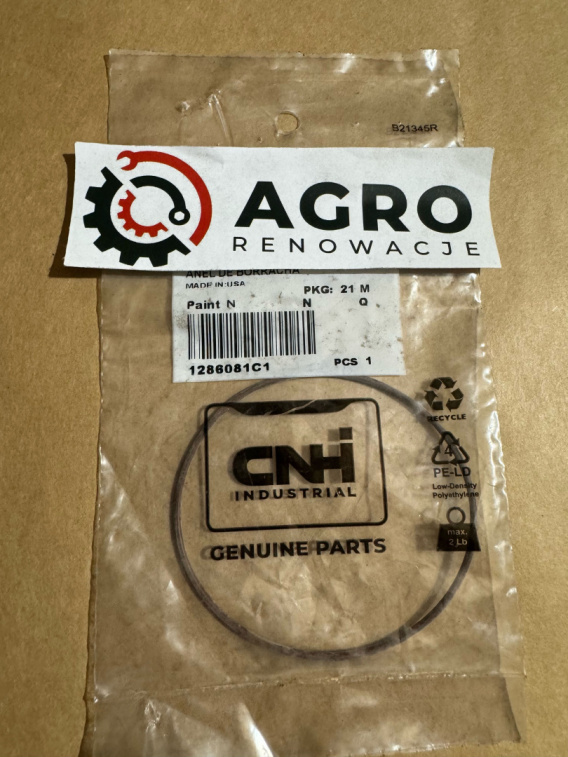 S21345R
AGRO
RENOWACJE
ANEL DE BORRACHA
MADE IN:USA
PKG: 21 M
Paint N N Q
1286081C1
PCS 1
RECYCLE
4
PE-LD
Low-Density
Polyethylene
max.
2 Lb
CNH
INDUSTRIAL
GENUINE PARTS